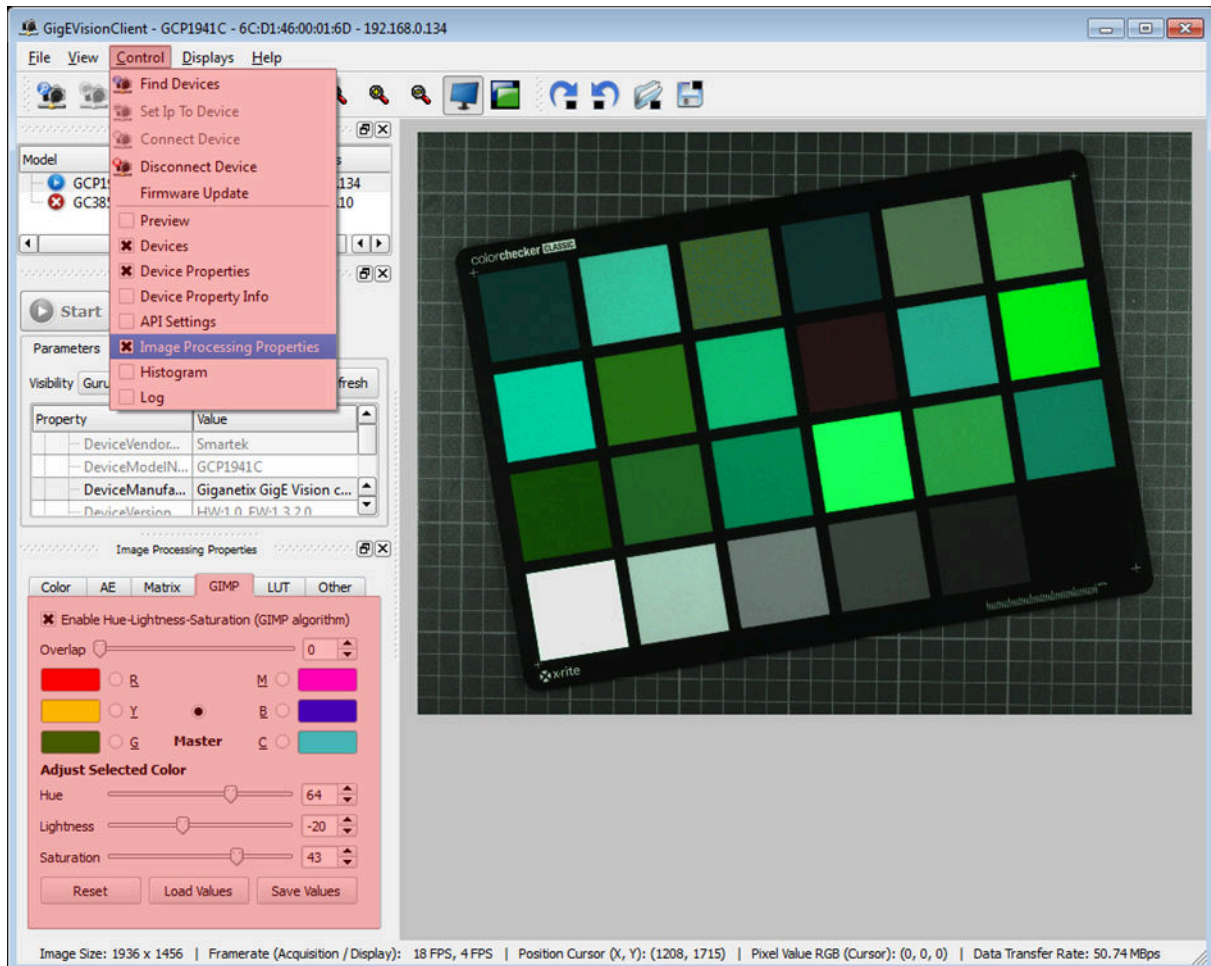 GigEVisionClient - GCP1941C - 6C:D1:46:00:01:6D - 192.168.0.134
File View Control Displays Help
Find Devices
Set Ip To Device
Connect Device
Disconnect Device
Firmware Update
Preview
Devices
Device Properties
Device Property Info
API Settings
Image Processing Properties
Histogram
Log
Model s
GCP19 .134
GC385 .10
Start
Parameters
Visibility Guru fresh
Property Value
DeviceVendor... Smartek
DeviceModelN... GCP1941C
DeviceManufa... Giganetix GigE Vision c...
DeviceVersion HW:1.0, FW:1.3.2.0
Image Processing Properties
Color AE Matrix GIMP LUT Other
Enable Hue-Lightness-Saturation (GIMP algorithm)
Overlap 0
R M
Y B
G Master C
Adjust Selected Color
Hue 64
Lightness -20
Saturation 43
Reset Load Values Save Values
colorchecker CLASSIC
x-rite
Image Size: 1936 x 1456 | Framerate (Acquisition / Display): 18 FPS, 4 FPS | Position Cursor (X, Y): (1208, 1715) | Pixel Value RGB (Cursor): (0, 0, 0) | Data Transfer Rate: 50.74 MBps